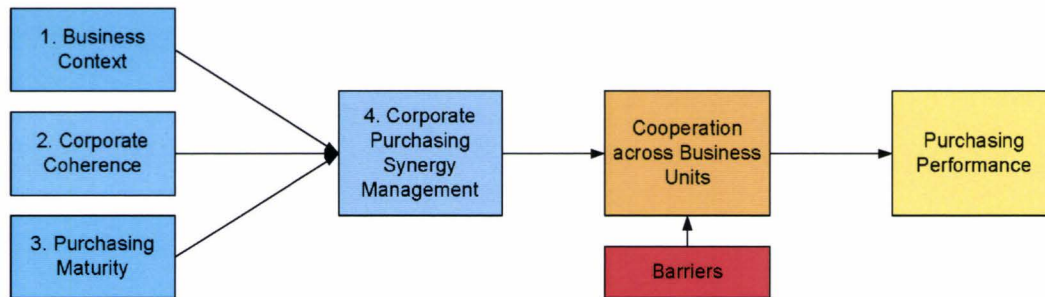 1. Business
Context
2. Corporate
Coherence
3. Purchasing
Maturity
4. Corporate
Purchasing
Synergy
Management
Cooperation
across Business
Units
Barriers
Purchasing
Performance